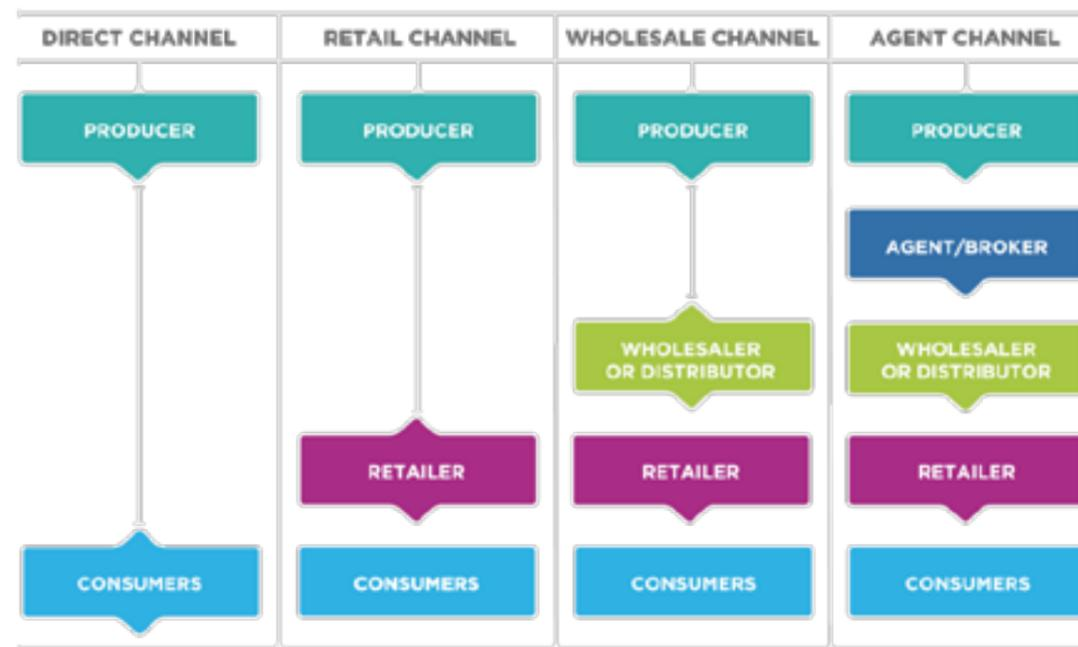 DIRECT CHANNEL
RETAIL CHANNEL
WHOLESALE CHANNEL
AGENT CHANNEL
PRODUCER
PRODUCER
PRODUCER
PRODUCER
AGENT/BROKER
WHOLESALER
OR DISTRIBUTOR
WHOLESALER
OR DISTRIBUTOR
RETAILER
RETAILER
RETAILER
CONSUMERS
CONSUMERS
CONSUMERS
CONSUMERS